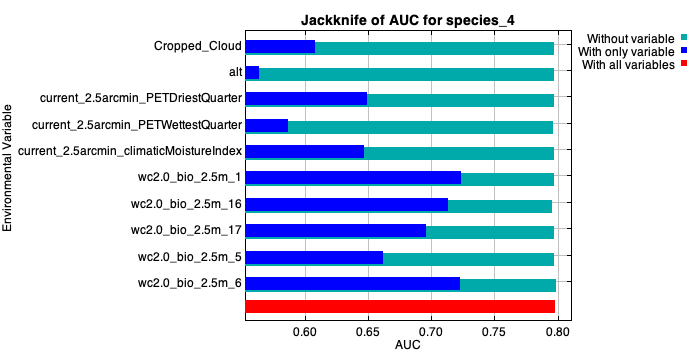 Jackknife of AUC for species_4
Without variable
With only variable
With all variables
Environmental Variable
Cropped_Cloud
alt
current_2.5arcmin_PETDriestQuarter
current_2.5arcmin_PETWettestQuarter
current_2.5arcmin_climaticMoistureIndex
wc2.0_bio_2.5m_1
wc2.0_bio_2.5m_16
wc2.0_bio_2.5m_17
wc2.0_bio_2.5m_5
wc2.0_bio_2.5m_6
0.60 0.65 0.70 0.75 0.80
AUC